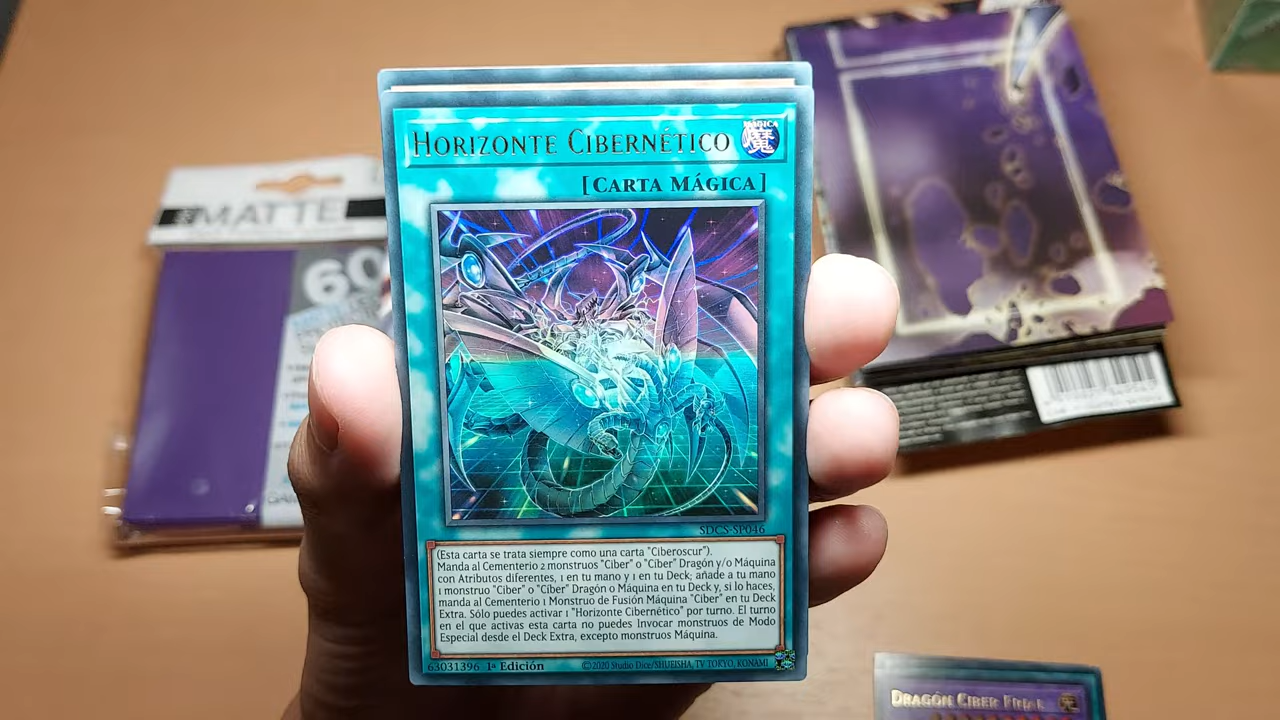 HORIZONTE CIBERNÉTICO
MÁGICA
魔
[CARTA MÁGICA]
MATTE
60
SDCS-SP046
(Esta carta se trata siempre como una carta "Ciberoscur").
Manda al Cementerio 2 monstruos "Ciber" o "Ciber" Dragón y/o Máquina
con Atributos diferentes, 1 en tu mano y 1 en tu Deck; añade a tu mano
1 monstruo "Ciber" o "Ciber" Dragón o Máquina en tu Deck y, si lo haces,
manda al Cementerio 1 Monstruo de Fusión Máquina "Ciber" en tu Deck
Extra. Sólo puedes activar 1 "Horizonte Cibernético" por turno. El turno
en el que activas esta carta no puedes Invocar monstruos de Modo
Especial desde el Deck Extra, excepto monstruos Máquina.
63031396 1ª Edición
©2020 Studio Dice/SHUEISHA, TV TOKYO, KONAMI
DRAGÓN CIBER FINAL